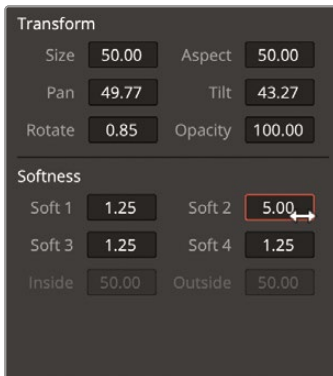 Transform
Size 50.00 Aspect 50.00
Pan 49.77 Tilt 43.27
Rotate 0.85 Opacity 100.00
Softness
Soft 1 1.25 Soft 2 5.00
Soft 3 1.25 Soft 4 1.25
Inside 50.00 Outside 50.00